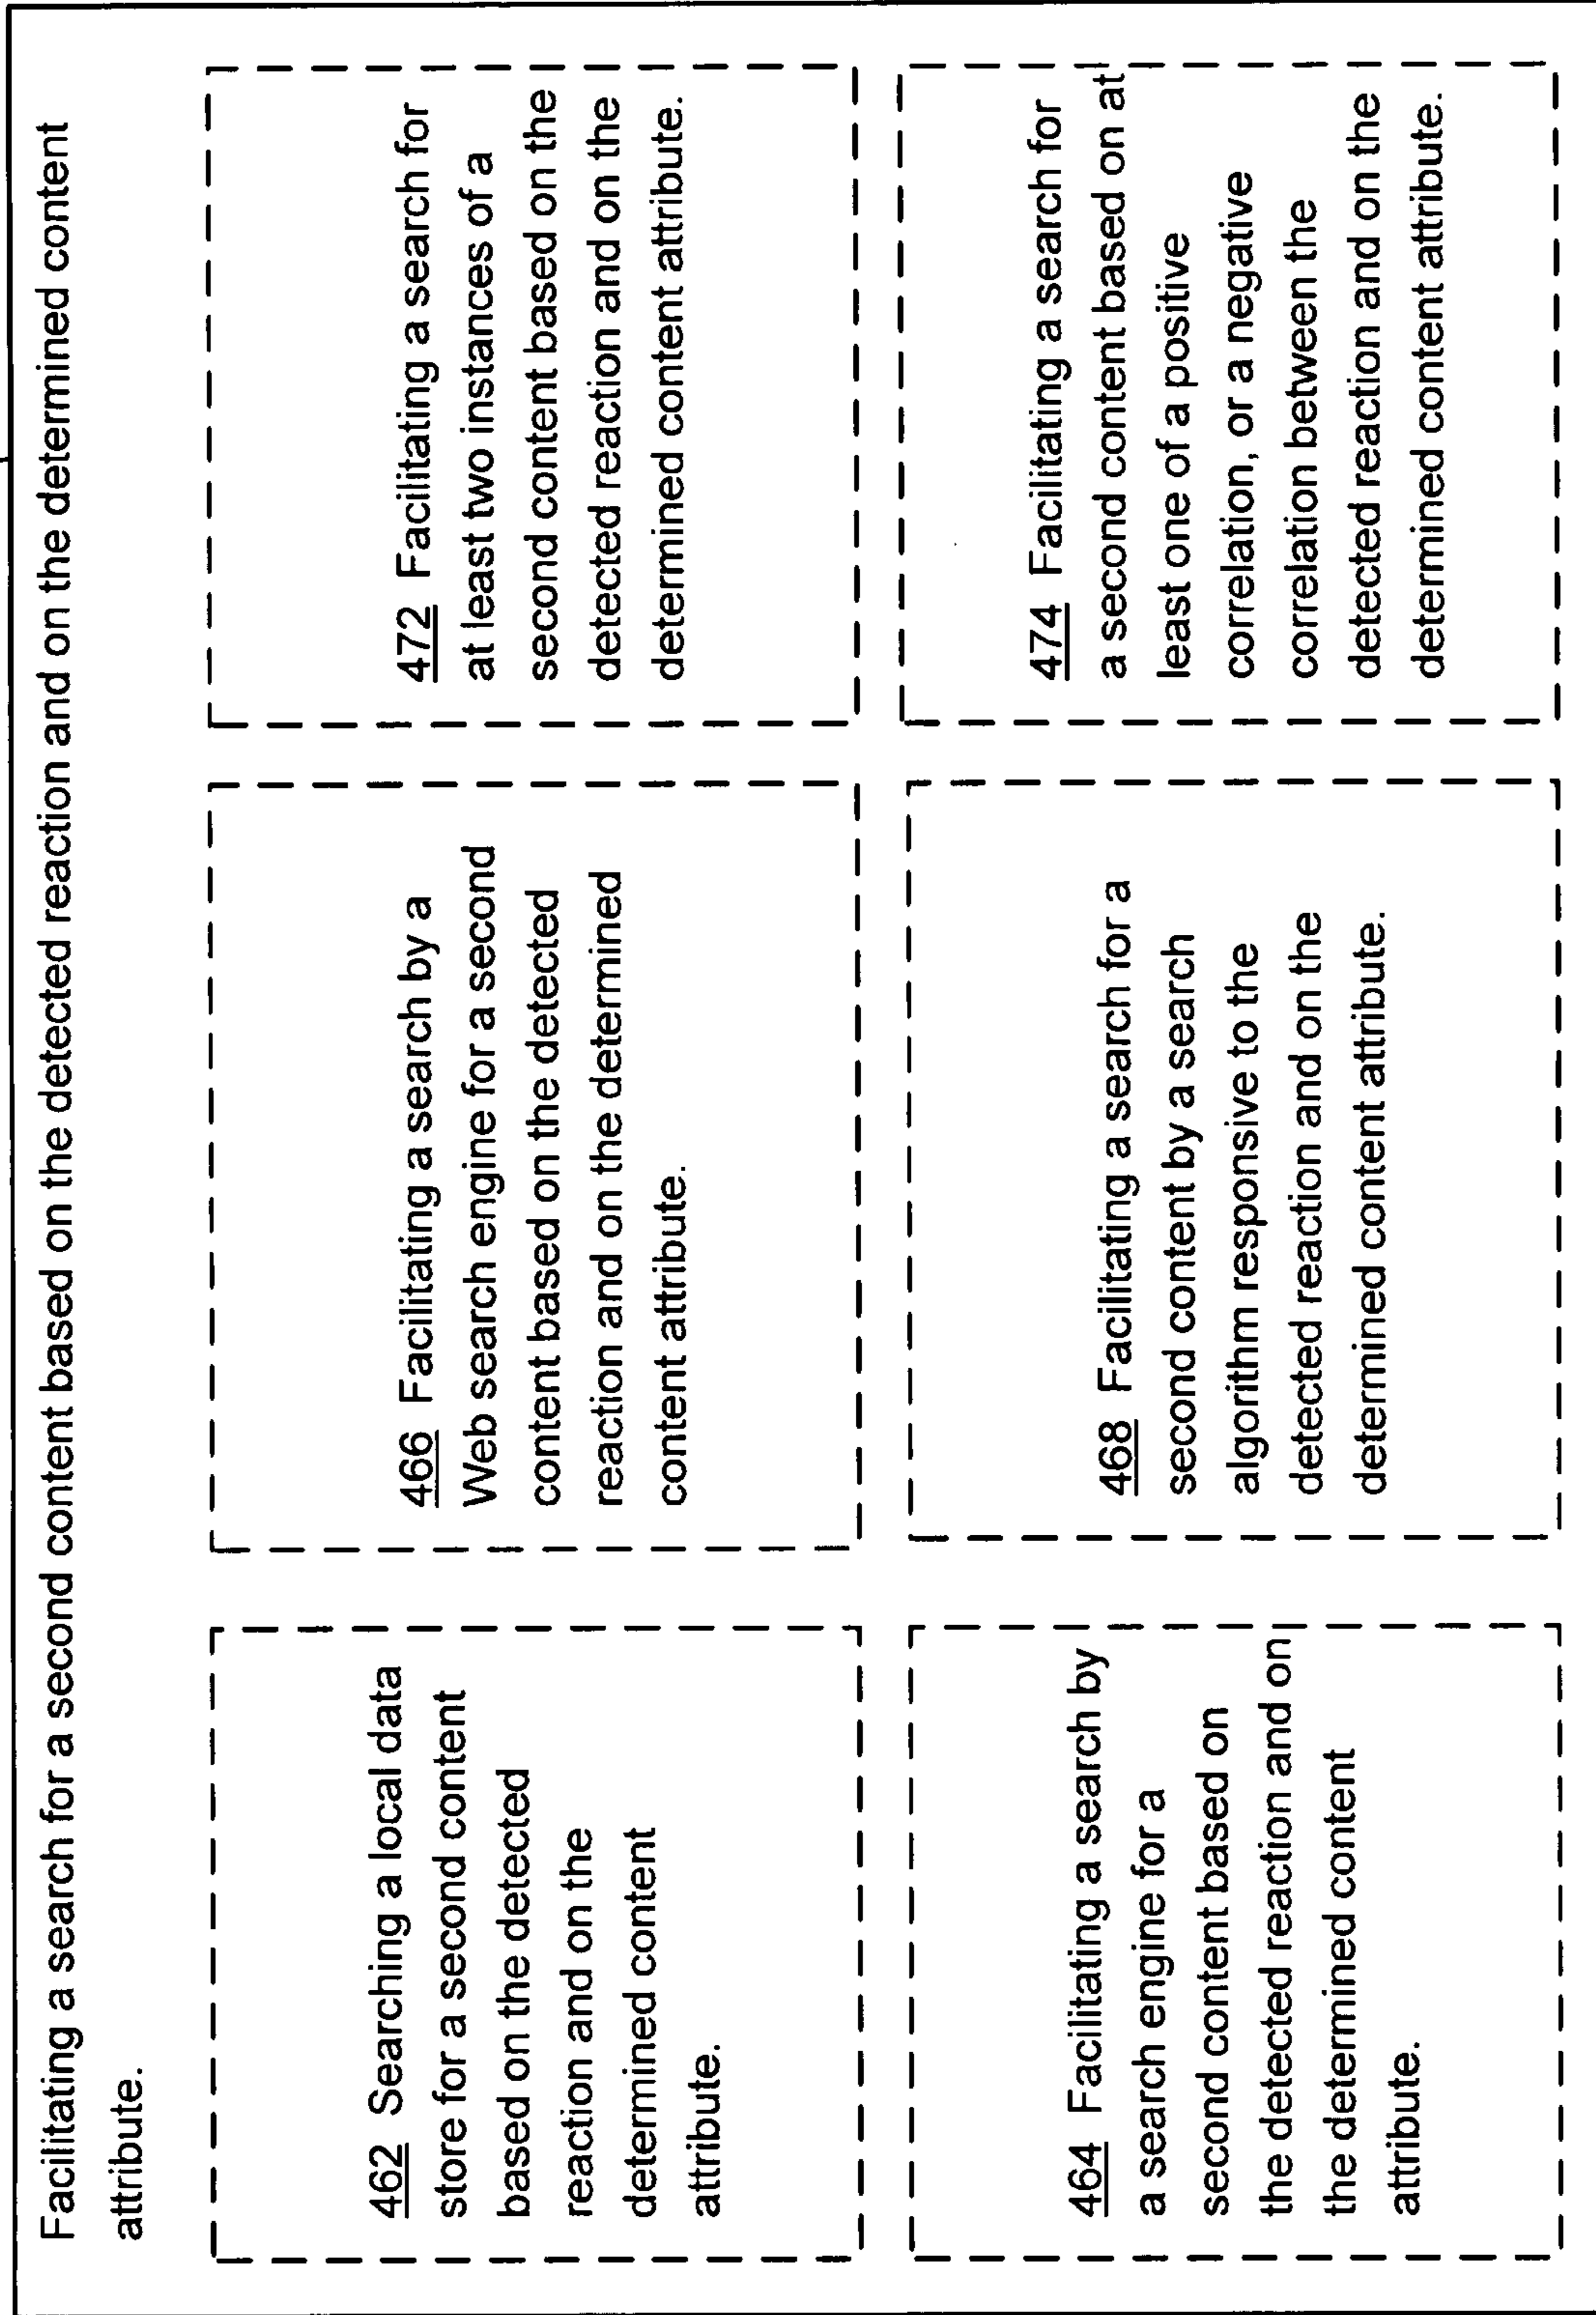 Facilitating a search for a second content based on the detected reaction and on the determined content
attribute.
462 Searching a local data
store for a second content
based on the detected
reaction and on the
determined content
attribute.
466 Facilitating a search by a
Web search engine for a second
content based on the detected
reaction and on the determined
content attribute.
472 Facilitating a search for
at least two instances of a
second content based on the
detected reaction and on the
determined content attribute.
464 Facilitating a search by
a search engine for a
second content based on
the detected reaction and on
the determined content
attribute.
468 Facilitating a search for a
second content by a search
algorithm responsive to the
detected reaction and on the
determined content attribute.
474 Facilitating a search for
a second content based on at
least one of a positive
correlation, or a negative
correlation between the
detected reaction and on the
determined content attribute.